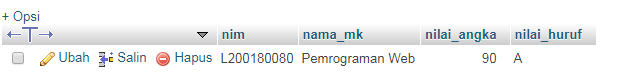 + Opsi
nim nama_mk nilai_angka nilai_huruf
Ubah Salin Hapus L200180080 Pemrograman Web 90 A